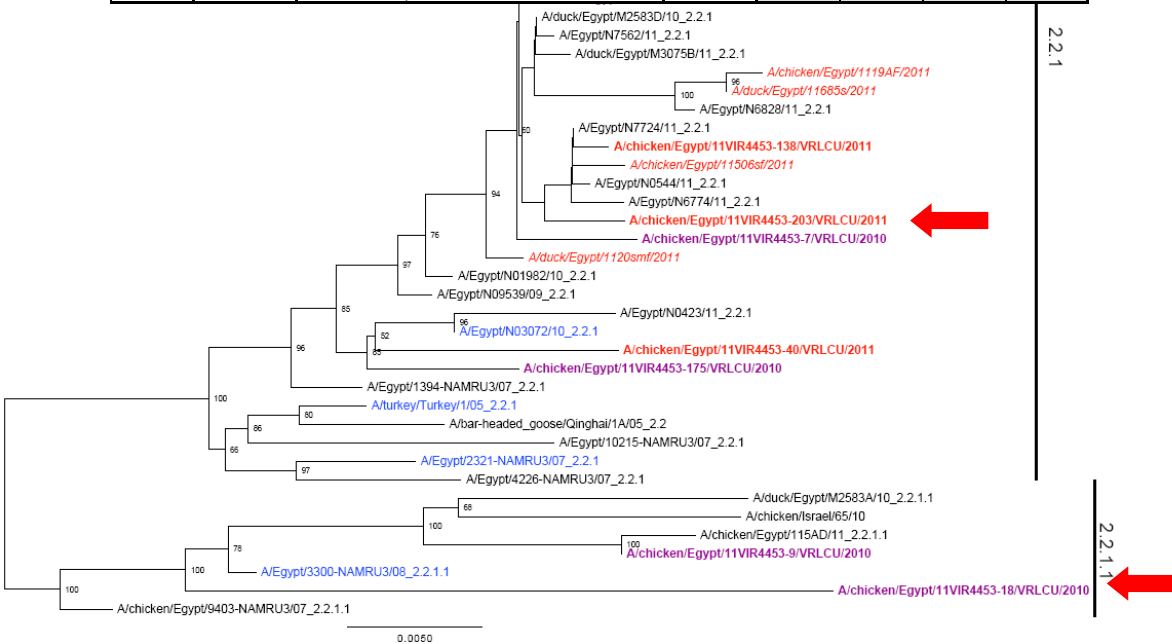 A/duck/Egypt/M2583D/10_2.2.1
A/Egypt/N7562/11_2.2.1
A/duck/Egypt/M3075B/11_2.2.1
2.2.1
A/chicken/Egypt/1119AF/2011
96
A/duck/Egypt/11685s/2011
100
A/Egypt/N6828/11_2.2.1
60
A/Egypt/N7724/11_2.2.1
A/chicken/Egypt/11VIR4453-138/VRLCU/2011
A/chicken/Egypt/11506sf/2011
A/Egypt/N0544/11_2.2.1
94
A/Egypt/N6774/11_2.2.1
A/chicken/Egypt/11VIR4453-203/VRLCU/2011
76
A/chicken/Egypt/11VIR4453-7/VRLCU/2010
A/duck/Egypt/1120smf/2011
97
A/Egypt/N01982/10_2.2.1
A/Egypt/N09539/09_2.2.1
85
A/Egypt/N0423/11_2.2.1
96
A/Egypt/N03072/10_2.2.1
52
96
A/chicken/Egypt/11VIR4453-40/VRLCU/2011
A/chicken/Egypt/11VIR4453-175/VRLCU/2010
A/Egypt/1394-NAMRU3/07_2.2.1
100
A/turkey/Turkey/1/05_2.2.1
80
A/bar-headed_goose/Qinghai/1A/05_2.2
86
A/Egypt/10215-NAMRU3/07_2.2.1
66
A/Egypt/2321-NAMRU3/07_2.2.1
97
A/Egypt/4226-NAMRU3/07_2.2.1
A/duck/Egypt/M2583A/10_2.2.1.1
68
A/chicken/Israel/65/10
100
A/chicken/Egypt/115AD/11_2.2.1.1
100
A/chicken/Egypt/11VIR4453-9/VRLCU/2010
2.2.1.1
78
A/Egypt/3300-NAMRU3/08_2.2.1.1
100
A/chicken/Egypt/11VIR4453-18/VRLCU/2010
100
A/chicken/Egypt/9403-NAMRU3/07_2.2.1.1
0.0050